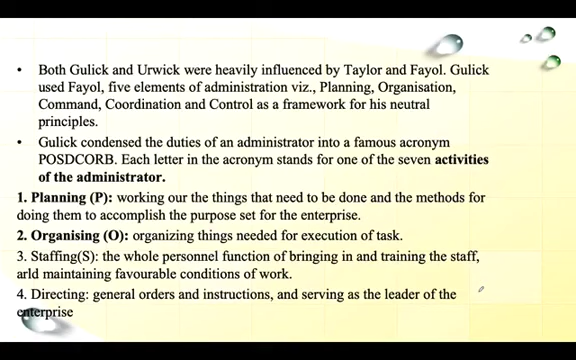 • Both Gulick and Urwick were heavily influenced by Taylor and Fayol. Gulick
used Fayol, five elements of administration viz., Planning, Organisation,
Command, Coordination and Control as a framework for his neutral
principles.
• Gulick condensed the duties of an administrator into a famous acronym
POSDCORB. Each letter in the acronym stands for one of the seven activities
of the administrator.
1. Planning (P): working our the things that need to be done and the methods for
doing them to accomplish the purpose set for the enterprise.
2. Organising (O): organizing things needed for execution of task.
3. Staffing(S): the whole personnel function of bringing in and training the staff,
arld maintaining favourable conditions of work.
4. Directing: general orders and instructions, and serving as the leader of the
enterprise